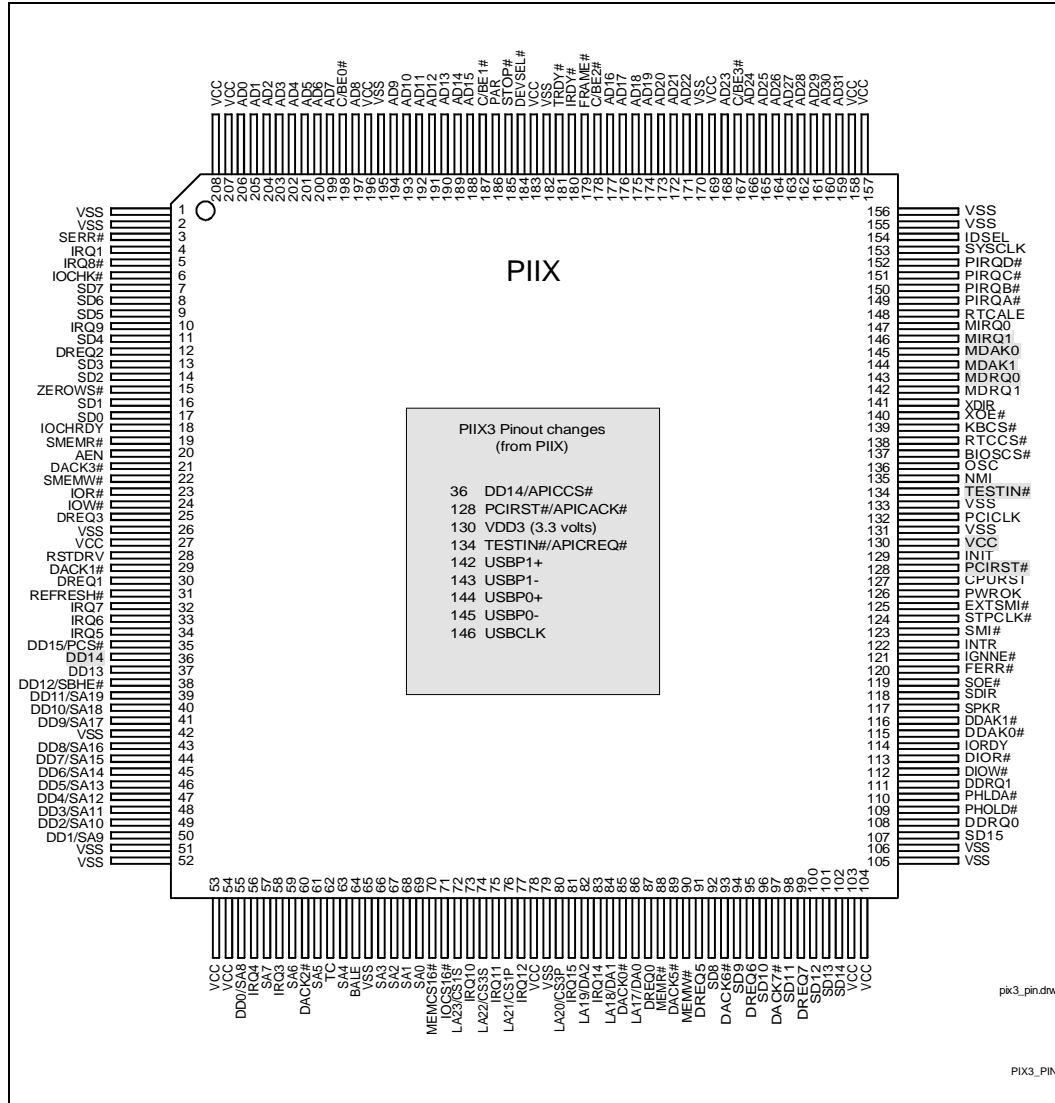 VCC
VCC
AD0
AD1
AD2
AD3
AD4
AD5
AD6
AD7
C/BE0#
AD8
VCC
VSS
AD9
AD10
AD11
AD12
AD13
AD14
AD15
C/BE1#
PAR
STOP#
DEVSEL#
VCC
VSS
TRDY#
IRDY#
FRAME#
C/BE2#
AD16
AD17
AD18
AD19
AD20
AD21
AD22
VSS
VCC
AD23
C/BE3#
AD24
AD25
AD26
AD27
AD28
AD29
AD30
AD31
VCC
VCC
208
207
206
205
204
203
202
201
200
199
198
197
196
195
194
193
192
191
190
189
188
187
186
185
184
183
182
181
180
179
178
177
176
175
174
173
172
171
170
169
168
167
166
165
164
163
162
161
160
159
158
157
VSS 1
VSS 2
SERR# 3
IRQ1 4
IRQ8# 5
IOCHK# 6
SD7 7
SD6 8
SD5 9
IRQ9 10
SD4 11
DREQ2 12
SD3 13
SD2 14
ZEROWS# 15
SD1 16
SD0 17
IOCHRDY 18
SMEMR# 19
AEN 20
DACK3# 21
SMEMW# 22
IOR# 23
IOW# 24
DREQ3 25
VSS 26
VCC 27
RSTDRV 28
DACK1# 29
DREQ1 30
REFRESH# 31
IRQ7 32
IRQ6 33
IRQ5 34
DD15/PCS# 35
DD14 36
DD13 37
DD12/SBHE# 38
DD11/SA19 39
DD10/SA18 40
DD9/SA17 41
VSS 42
DD8/SA16 43
DD7/SA15 44
DD6/SA14 45
DD5/SA13 46
DD4/SA12 47
DD3/SA11 48
DD2/SA10 49
DD1/SA9 50
VSS 51
VSS 52
PIIX
PIIX3 Pinout changes
(from PIIX)
36 DD14/APICCS#
128 PCIRST#/APICACK#
130 VDD3 (3.3 volts)
134 TESTIN#/APICREQ#
142 USBP1+
143 USBP1-
144 USBP0+
145 USBP0-
146 USBCLK
156 VSS
155 VSS
154 IDSEL
153 SYSCLK
152 PIRQD#
151 PIRQC#
150 PIRQB#
149 PIRQA#
148 RTCALE
147 MIRQ0
146 MIRQ1
145 MDAK0
144 MDAK1
143 MDRQ0
142 MDRQ1
141 XDIR
140 XOE#
139 KBCS#
138 RTCCS#
137 BIOSCS#
136 OSC
135 NMI
134 TESTIN#
133 VSS
132 PCICLK
131 VSS
130 VCC
129 INIT
128 PCIRST#
127 CPURST
126 PWROK
125 EXTSMI#
124 STPCLK#
123 SMI#
122 INTR
121 IGNNE#
120 FERR#
119 SOE#
118 SDIR
117 SPKR
116 DDAK1#
115 DDAK0#
114 IORDY
113 DIOR#
112 DIOW#
111 DDRQ1
110 PHLDA#
109 PHOLD#
108 DDRQ0
107 SD15
106 VSS
105 VSS
53
54
55
56
57
58
59
60
61
62
63
64
65
66
67
68
69
70
71
72
73
74
75
76
77
78
79
80
81
82
83
84
85
86
87
88
89
90
91
92
93
94
95
96
97
98
99
100
101
102
103
104
VCC
VCC
DD0/SA8
IRQ4
SA7
IRQ3
SA6
DACK2#
SA5
TC
SA4
BALE
VSS
SA3
SA2
SA1
SA0
MEMCS16#
IOCS16#
LA23/CS1S
IRQ10
LA22/CS3S
IRQ11
LA21/CS1P
IRQ12
VCC
VSS
LA20/CS3P
IRQ15
LA19/DA2
IRQ14
LA18/DA1
DACK0#
LA17/DA0
DREQ0
MEMR#
DACK5#
MEMW#
DREQ5
SD8
DACK6#
SD9
DREQ6
SD10
DACK7#
SD11
DREQ7
SD12
SD13
SD14
VCC
VCC
pix3_pin.drw
PIX3_PIN